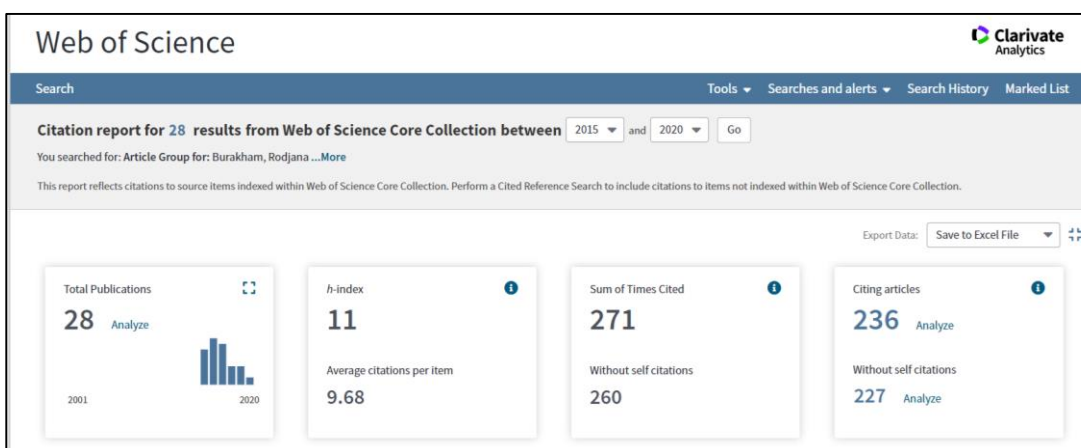 Web of Science
Clarivate
Analytics
Search
Tools
Searches and alerts
Search History
Marked List
Citation report for 28 results from Web of Science Core Collection between 2015 and 2020 Go
You searched for: Article Group for: Burakham, Rodjana ...More
This report reflects citations to source items indexed within Web of Science Core Collection. Perform a Cited Reference Search to include citations to items not indexed within Web of Science Core Collection.
Export Data: Save to Excel File
Total Publications
28 Analyze
2001 2020
h-index
11
Average citations per item
9.68
Sum of Times Cited
271
Without self citations
260
Citing articles
236 Analyze
Without self citations
227 Analyze